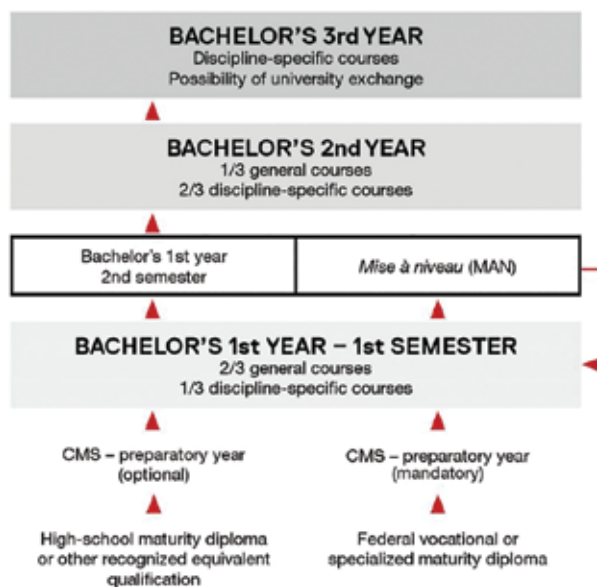 BACHELOR'S 3rd YEAR
Discipline-specific courses
Possibility of university exchange
BACHELOR'S 2nd YEAR
1/3 general courses
2/3 discipline-specific courses
Bachelor's 1st year
2nd semester
Mise à niveau (MAN)
BACHELOR'S 1st YEAR – 1st SEMESTER
2/3 general courses
1/3 discipline-specific courses
CMS – preparatory year
(optional)
CMS – preparatory year
(mandatory)
High-school maturity diploma
or other recognized equivalent
qualification
Federal vocational or
specialized maturity diploma